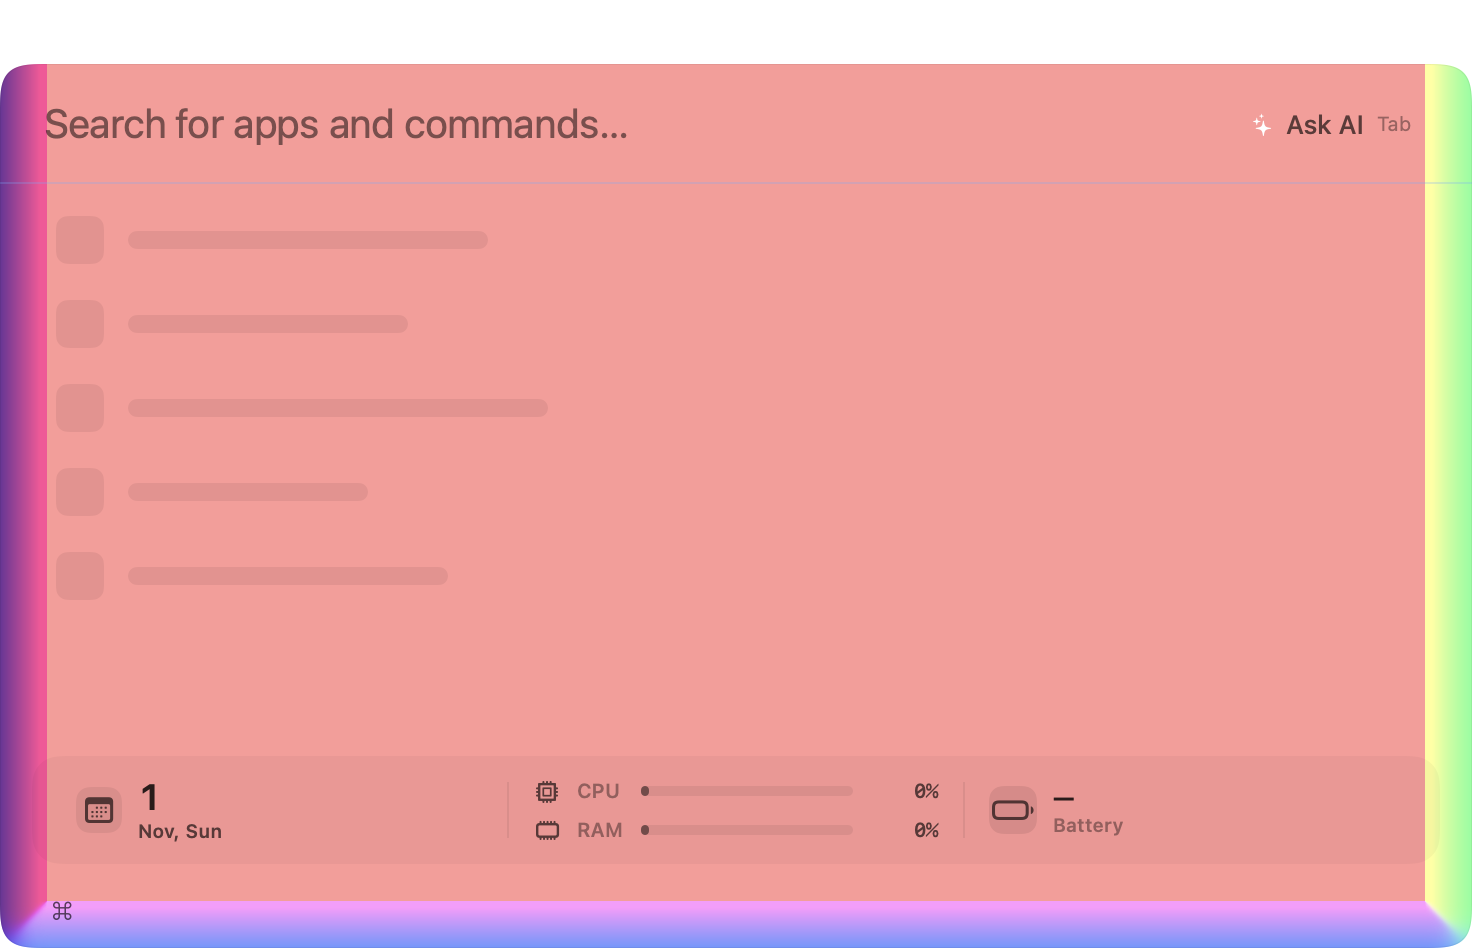 Search for apps and commands...
Ask AI Tab
1
Nov, Sun
CPU 0%
RAM 0%
–
Battery
⌘